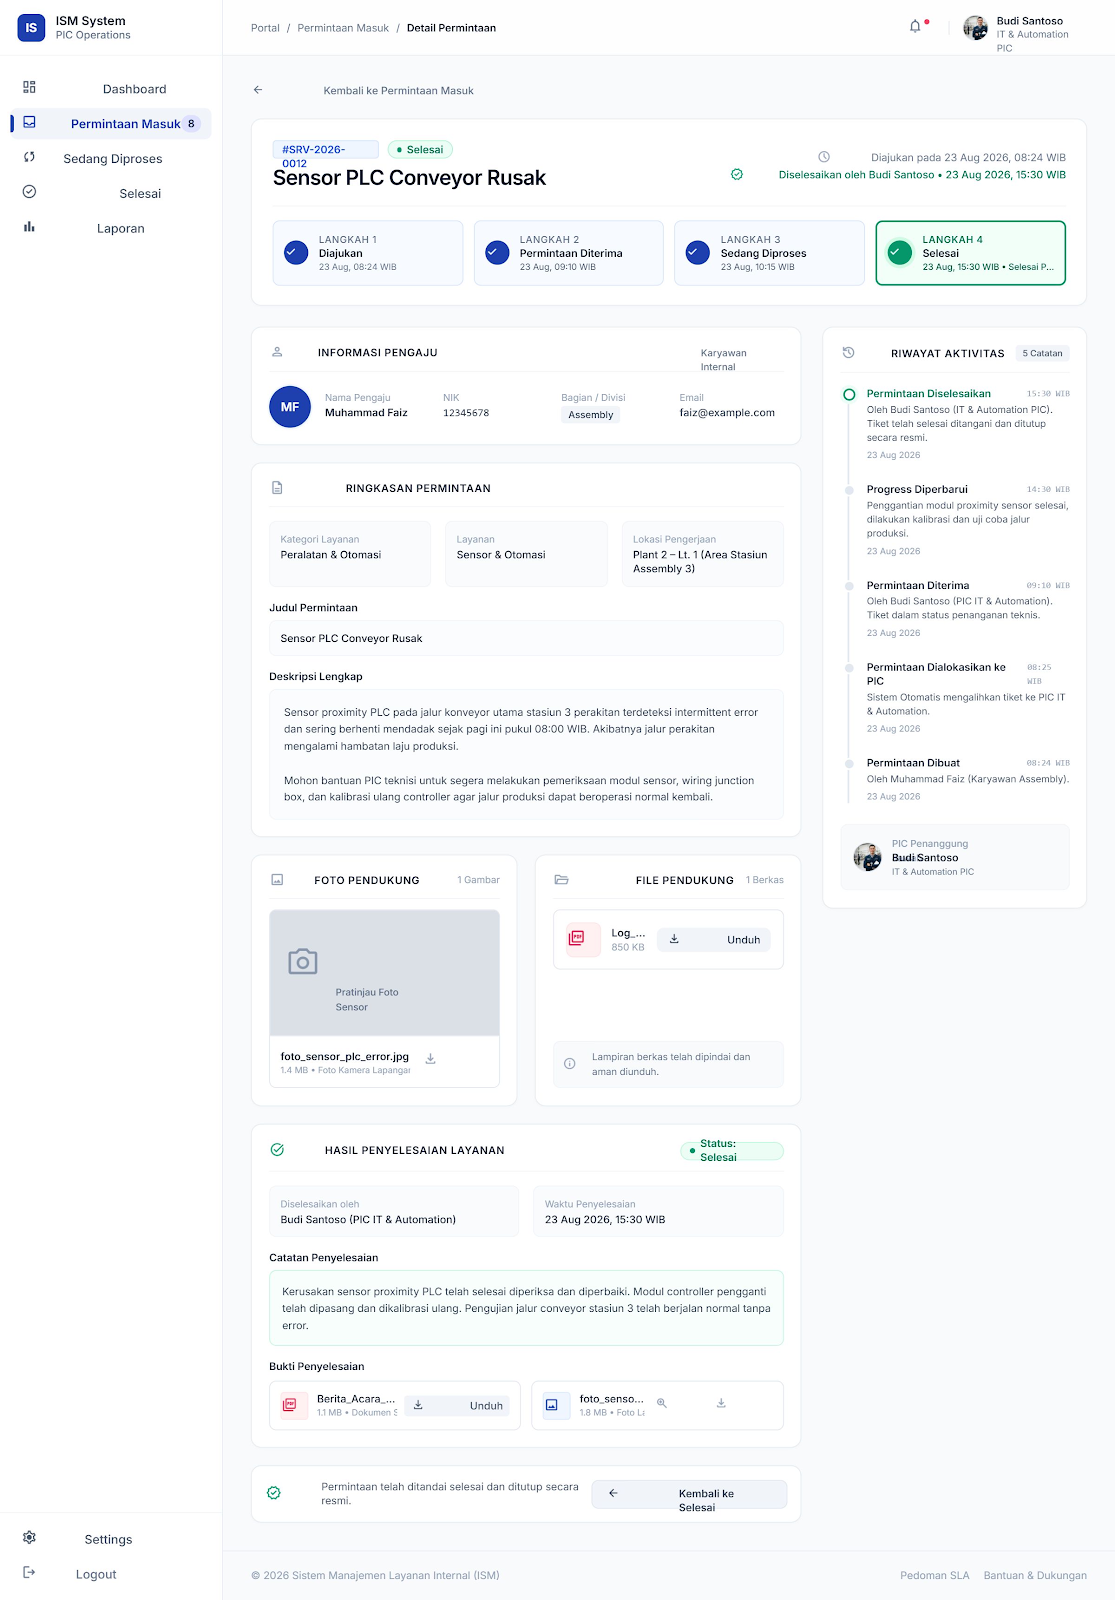 IS
ISM System
PIC Operations
Portal / Permintaan Masuk / Detail Permintaan
Budi Santoso
IT & Automation
PIC
Dashboard
Permintaan Masuk 8
Sedang Diproses
Selesai
Laporan
Settings
Logout
Kembali ke Permintaan Masuk
#SRV-2026-
0012
Selesai
Sensor PLC Conveyor Rusak
Diajukan pada 23 Aug 2026, 08:24 WIB
Diselesaikan oleh Budi Santoso • 23 Aug 2026, 15:30 WIB
LANGKAH 1
Diajukan
23 Aug, 08:24 WIB
LANGKAH 2
Permintaan Diterima
23 Aug, 09:10 WIB
LANGKAH 3
Sedang Diproses
23 Aug, 10:15 WIB
LANGKAH 4
Selesai
23 Aug, 15:30 WIB • Selesai P...
INFORMASI PENGAJU
Karyawan
Internal
MF
Nama Pengaju
Muhammad Faiz
NIK
12345678
Bagian / Divisi
Assembly
Email
faiz@example.com
RINGKASAN PERMINTAAN
Kategori Layanan
Peralatan & Otomasi
Layanan
Sensor & Otomasi
Lokasi Pengerjaan
Plant 2 – Lt. 1 (Area Stasiun
Assembly 3)
Judul Permintaan
Sensor PLC Conveyor Rusak
Deskripsi Lengkap
Sensor proximity PLC pada jalur konveyor utama stasiun 3 perakitan terdeteksi intermittent error
dan sering berhenti mendadak sejak pagi ini pukul 08:00 WIB. Akibatnya jalur perakitan
mengalami hambatan laju produksi.
Mohon bantuan PIC teknisi untuk segera melakukan pemeriksaan modul sensor, wiring junction
box, dan kalibrasi ulang controller agar jalur produksi dapat beroperasi normal kembali.
FOTO PENDUKUNG
1 Gambar
Pratinjau Foto
Sensor
foto_sensor_plc_error.jpg
1.4 MB • Foto Kamera Lapangan
FILE PENDUKUNG
1 Berkas
PDF
Log_...
850 KB
Unduh
Lampiran berkas telah dipindai dan
aman diunduh.
HASIL PENYELESAIAN LAYANAN
Status:
Selesai
Diselesaikan oleh
Budi Santoso (PIC IT & Automation)
Waktu Penyelesaian
23 Aug 2026, 15:30 WIB
Catatan Penyelesaian
Kerusakan sensor proximity PLC telah selesai diperiksa dan diperbaiki. Modul controller pengganti
telah dipasang dan dikalibrasi ulang. Pengujian jalur conveyor stasiun 3 telah berjalan normal tanpa
error.
Bukti Penyelesaian
PDF
Berita_Acara_...
1.1 MB • Dokumen S
Unduh
foto_senso...
1.8 MB • Foto La
Permintaan telah ditandai selesai dan ditutup secara
resmi.
Kembali ke
Selesai
RIWAYAT AKTIVITAS
5 Catatan
Permintaan Diselesaikan 15:30 WIB
Oleh Budi Santoso (IT & Automation PIC).
Tiket telah selesai ditangani dan ditutup
secara resmi.
23 Aug 2026
Progress Diperbarui 14:30 WIB
Penggantian modul proximity sensor selesai,
dilakukan kalibrasi dan uji coba jalur
produksi.
23 Aug 2026
Permintaan Diterima 09:10 WIB
Oleh Budi Santoso (PIC IT & Automation).
Tiket dalam status penanganan teknis.
23 Aug 2026
Permintaan Dialokasikan ke 08:25
PIC WIB
Sistem Otomatis mengalihkan tiket ke PIC IT
& Automation.
23 Aug 2026
Permintaan Dibuat 08:24 WIB
Oleh Muhammad Faiz (Karyawan Assembly).
23 Aug 2026
PIC Penanggung
Budi Santoso
IT & Automation PIC
© 2026 Sistem Manajemen Layanan Internal (ISM)
Pedoman SLA
Bantuan & Dukungan